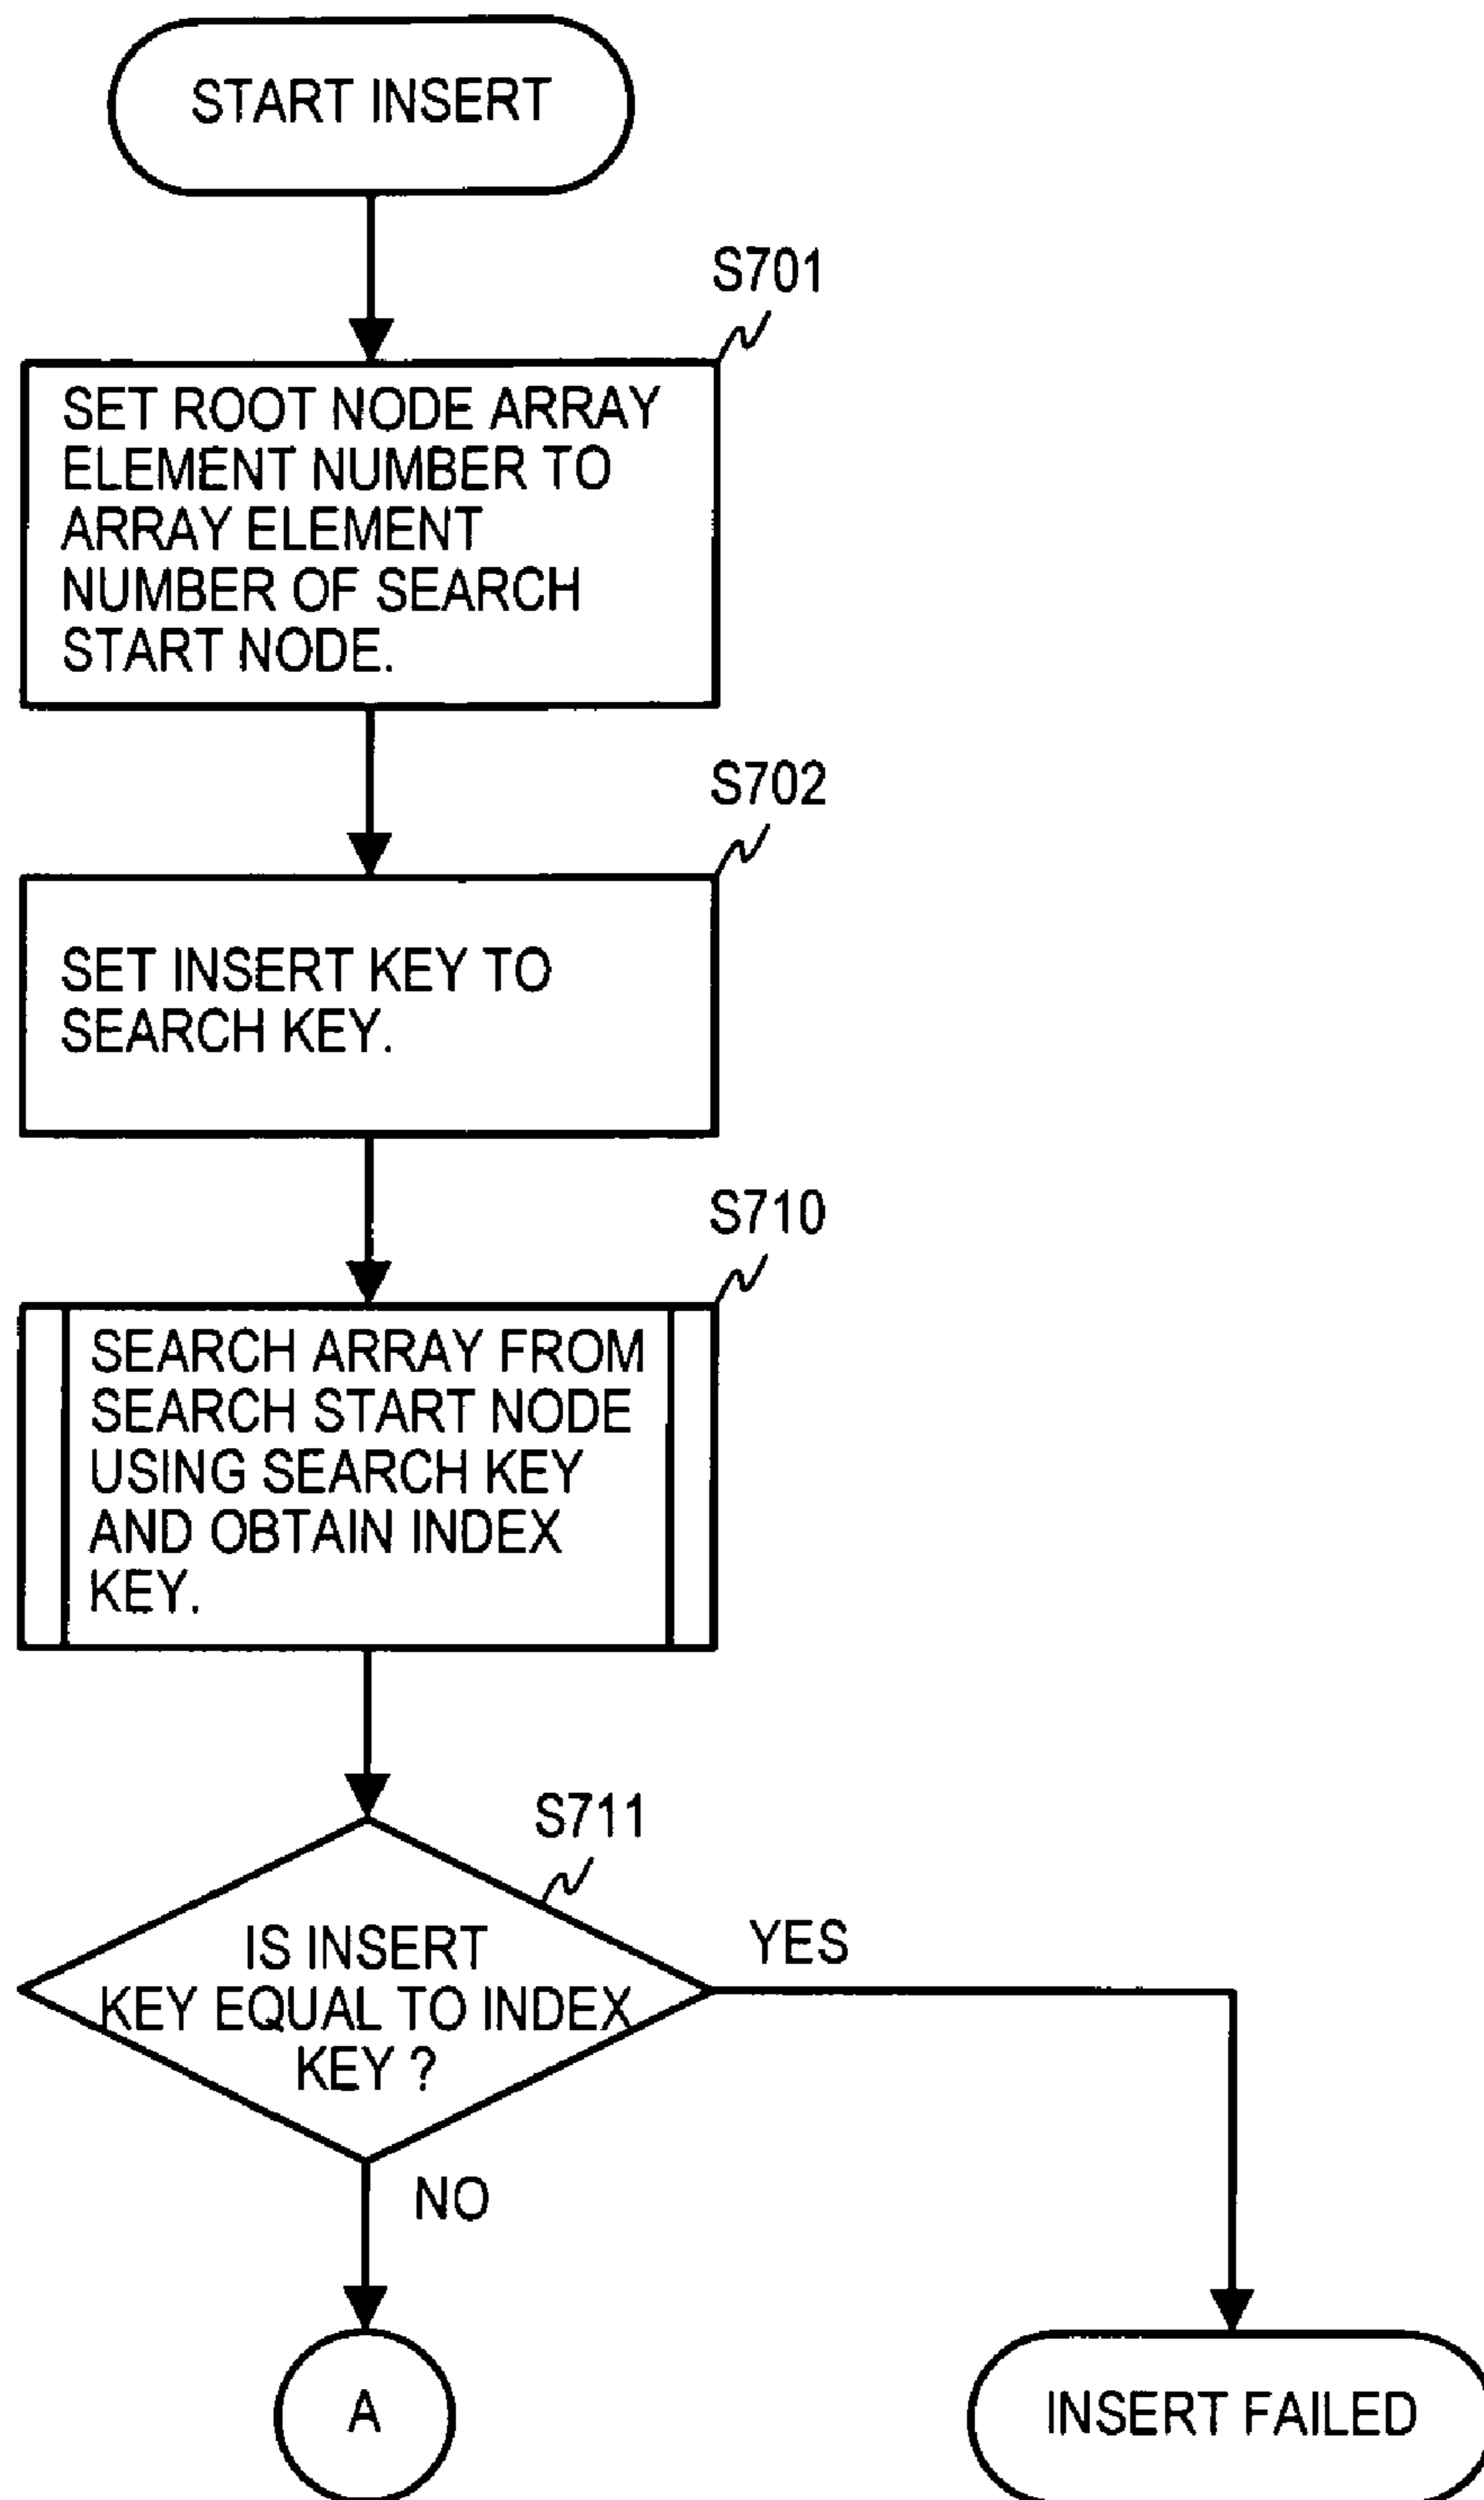 START INSERT
S701
SET ROOT NODE ARRAY
ELEMENT NUMBER TO
ARRAY ELEMENT
NUMBER OF SEARCH
START NODE.
S702
SET INSERT KEY TO
SEARCH KEY.
S710
SEARCH ARRAY FROM
SEARCH START NODE
USING SEARCH KEY
AND OBTAIN INDEX
KEY.
S711
IS INSERT
KEY EQUAL TO INDEX
KEY ?
YES
NO
A
INSERT FAILED